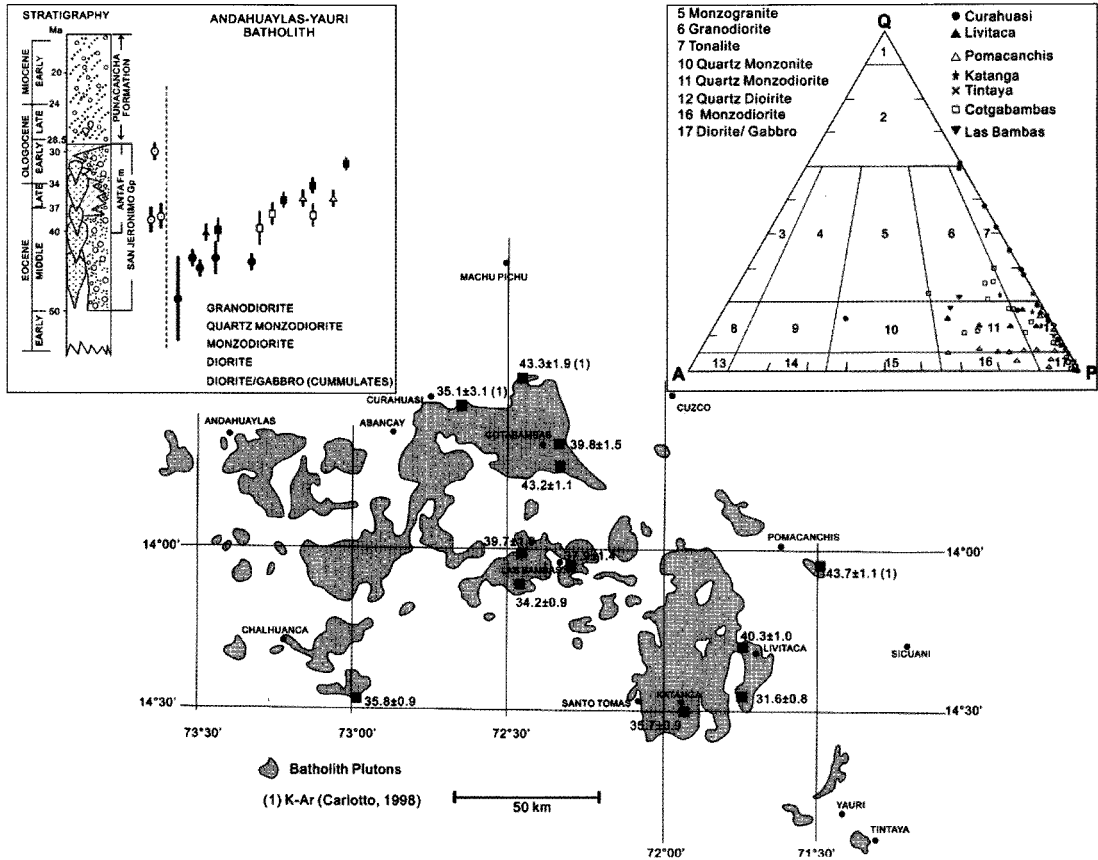 STRATIGRAPHY
ANDAHUAYLAS-YAURI
BATHOLITH
Ma
MIOCENE
EARLY
20
24
OLOGOCENE
LATE
28.5
EARLY
30
34
LATE
37
40
EOCENE
MIDDLE
50
EARLY
PUNACANCHA
FORMATION
ANTA Fm
SAN JERONIMO Gp
GRANODIORITE
QUARTZ MONZODIORITE
MONZODIORITE
DIORITE
DIORITE/GABBRO (CUMMULATES)
5 Monzogranite
6 Granodiorite
7 Tonalite
10 Quartz Monzonite
11 Quartz Monzodiorite
12 Quartz Dioirite
16 Monzodiorite
17 Diorite/ Gabbro
Q
Curahuasi
Livitaca
Pomacanchis
Katanga
Tintaya
Cotgabambas
Las Bambas
1
2
3
4
5
6
7
8
9
10
11
12
A
13
14
15
16
17
P
MACHU PICHU
43.3±1.9 (1)
CURAHUASI
35.1±3.1 (1)
CUZCO
ANDAHUAYLAS
ABANCAY
COTABAMBAS
39.8±1.5
43.2±1.1
14°00'
POMACANCHIS
14°00'
LAS BAMBAS
43.7±1.1 (1)
34.2±0.9
CHALHUANCA
40.3±1.0
LIVITACA
SICUANI
14°30'
35.8±0.9
SANTO TOMAS
KATANGA
35.7±0.9
31.6±0.8
14°30'
73°30'
73°00'
72°30'
Batholith Plutons
(1) K-Ar (Carlotto, 1998)
50 km
YAURI
TINTAYA
72°00'
71°30'